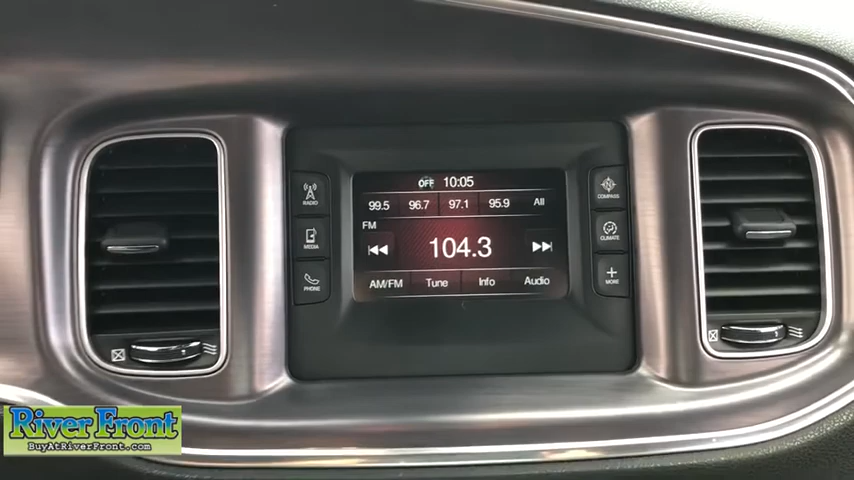 OFF 10:05
99.5 96.7 97.1 95.9 All
FM
104.3
AM/FM Tune Info Audio
RADIO
MEDIA
PHONE
COMPASS
CLIMATE
MORE
River Front
BuyAtRiverFront.com